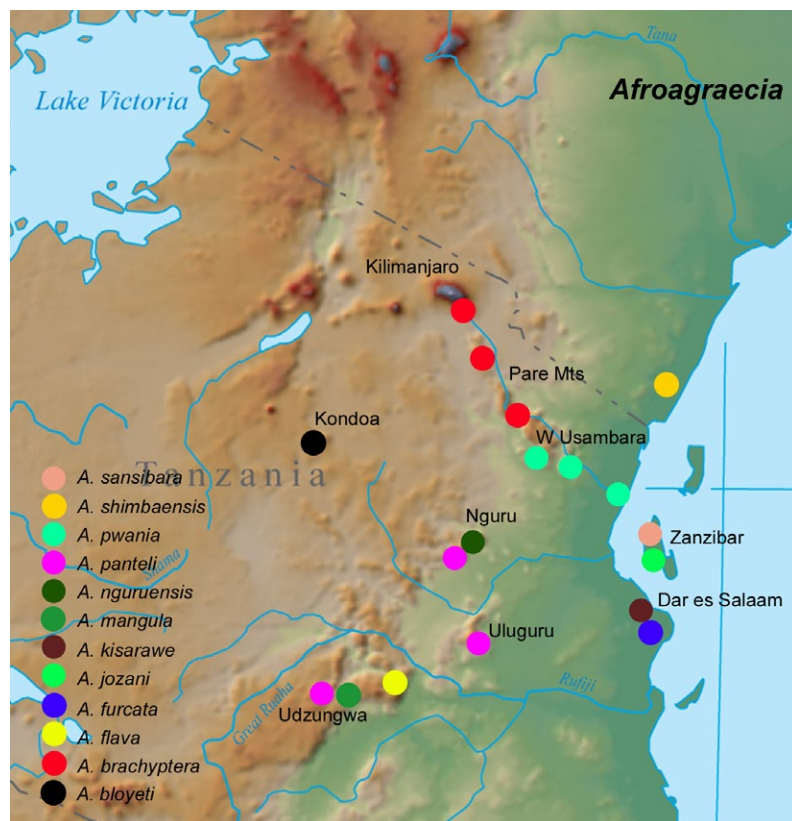 Tana
Afroagraecia
Lake Victoria
Kilimanjaro
Pare Mts
Kondoa
W Usambara
Tanzania
A. sansibara
A. shimbaensis
A. pwania
A. panteli
A. nguruensis
A. mangula
A. kisarawe
A. jozani
A. furcata
A. flava
A. brachyptera
A. bloyeti
Nguru
Zanzibar
Dar es Salaam
Uluguru
Rufiji
Great Ruaha
Udzungwa